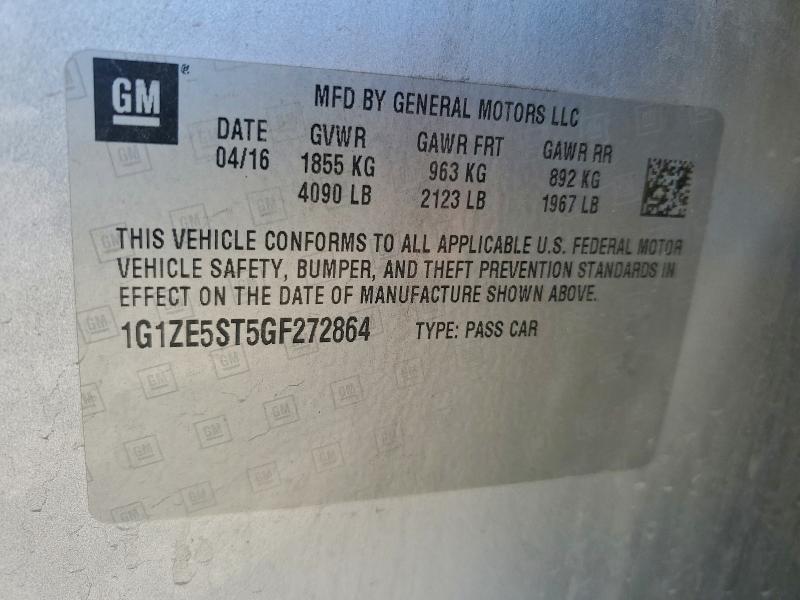 GM
MFD BY GENERAL MOTORS LLC
DATE GVWR GAWR FRT GAWR RR
04/16 1855 KG 963 KG 892 KG
4090 LB 2123 LB 1967 LB
THIS VEHICLE CONFORMS TO ALL APPLICABLE U.S. FEDERAL MOTOR
VEHICLE SAFETY, BUMPER, AND THEFT PREVENTION STANDARDS IN
EFFECT ON THE DATE OF MANUFACTURE SHOWN ABOVE.
1G1ZE5ST5GF272864 TYPE: PASS CAR